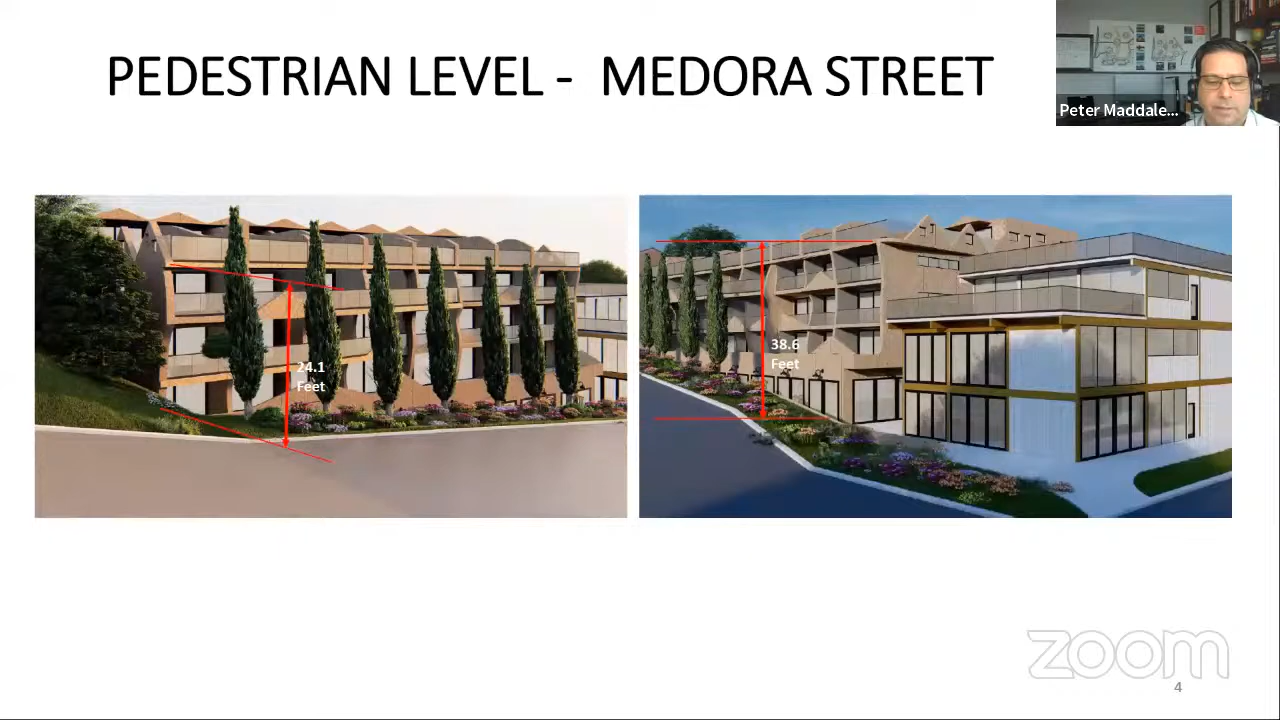 PEDESTRIAN LEVEL - MEDORA STREET
Peter Maddale...
24.1
Feet
38.6
Feet
zoom
4